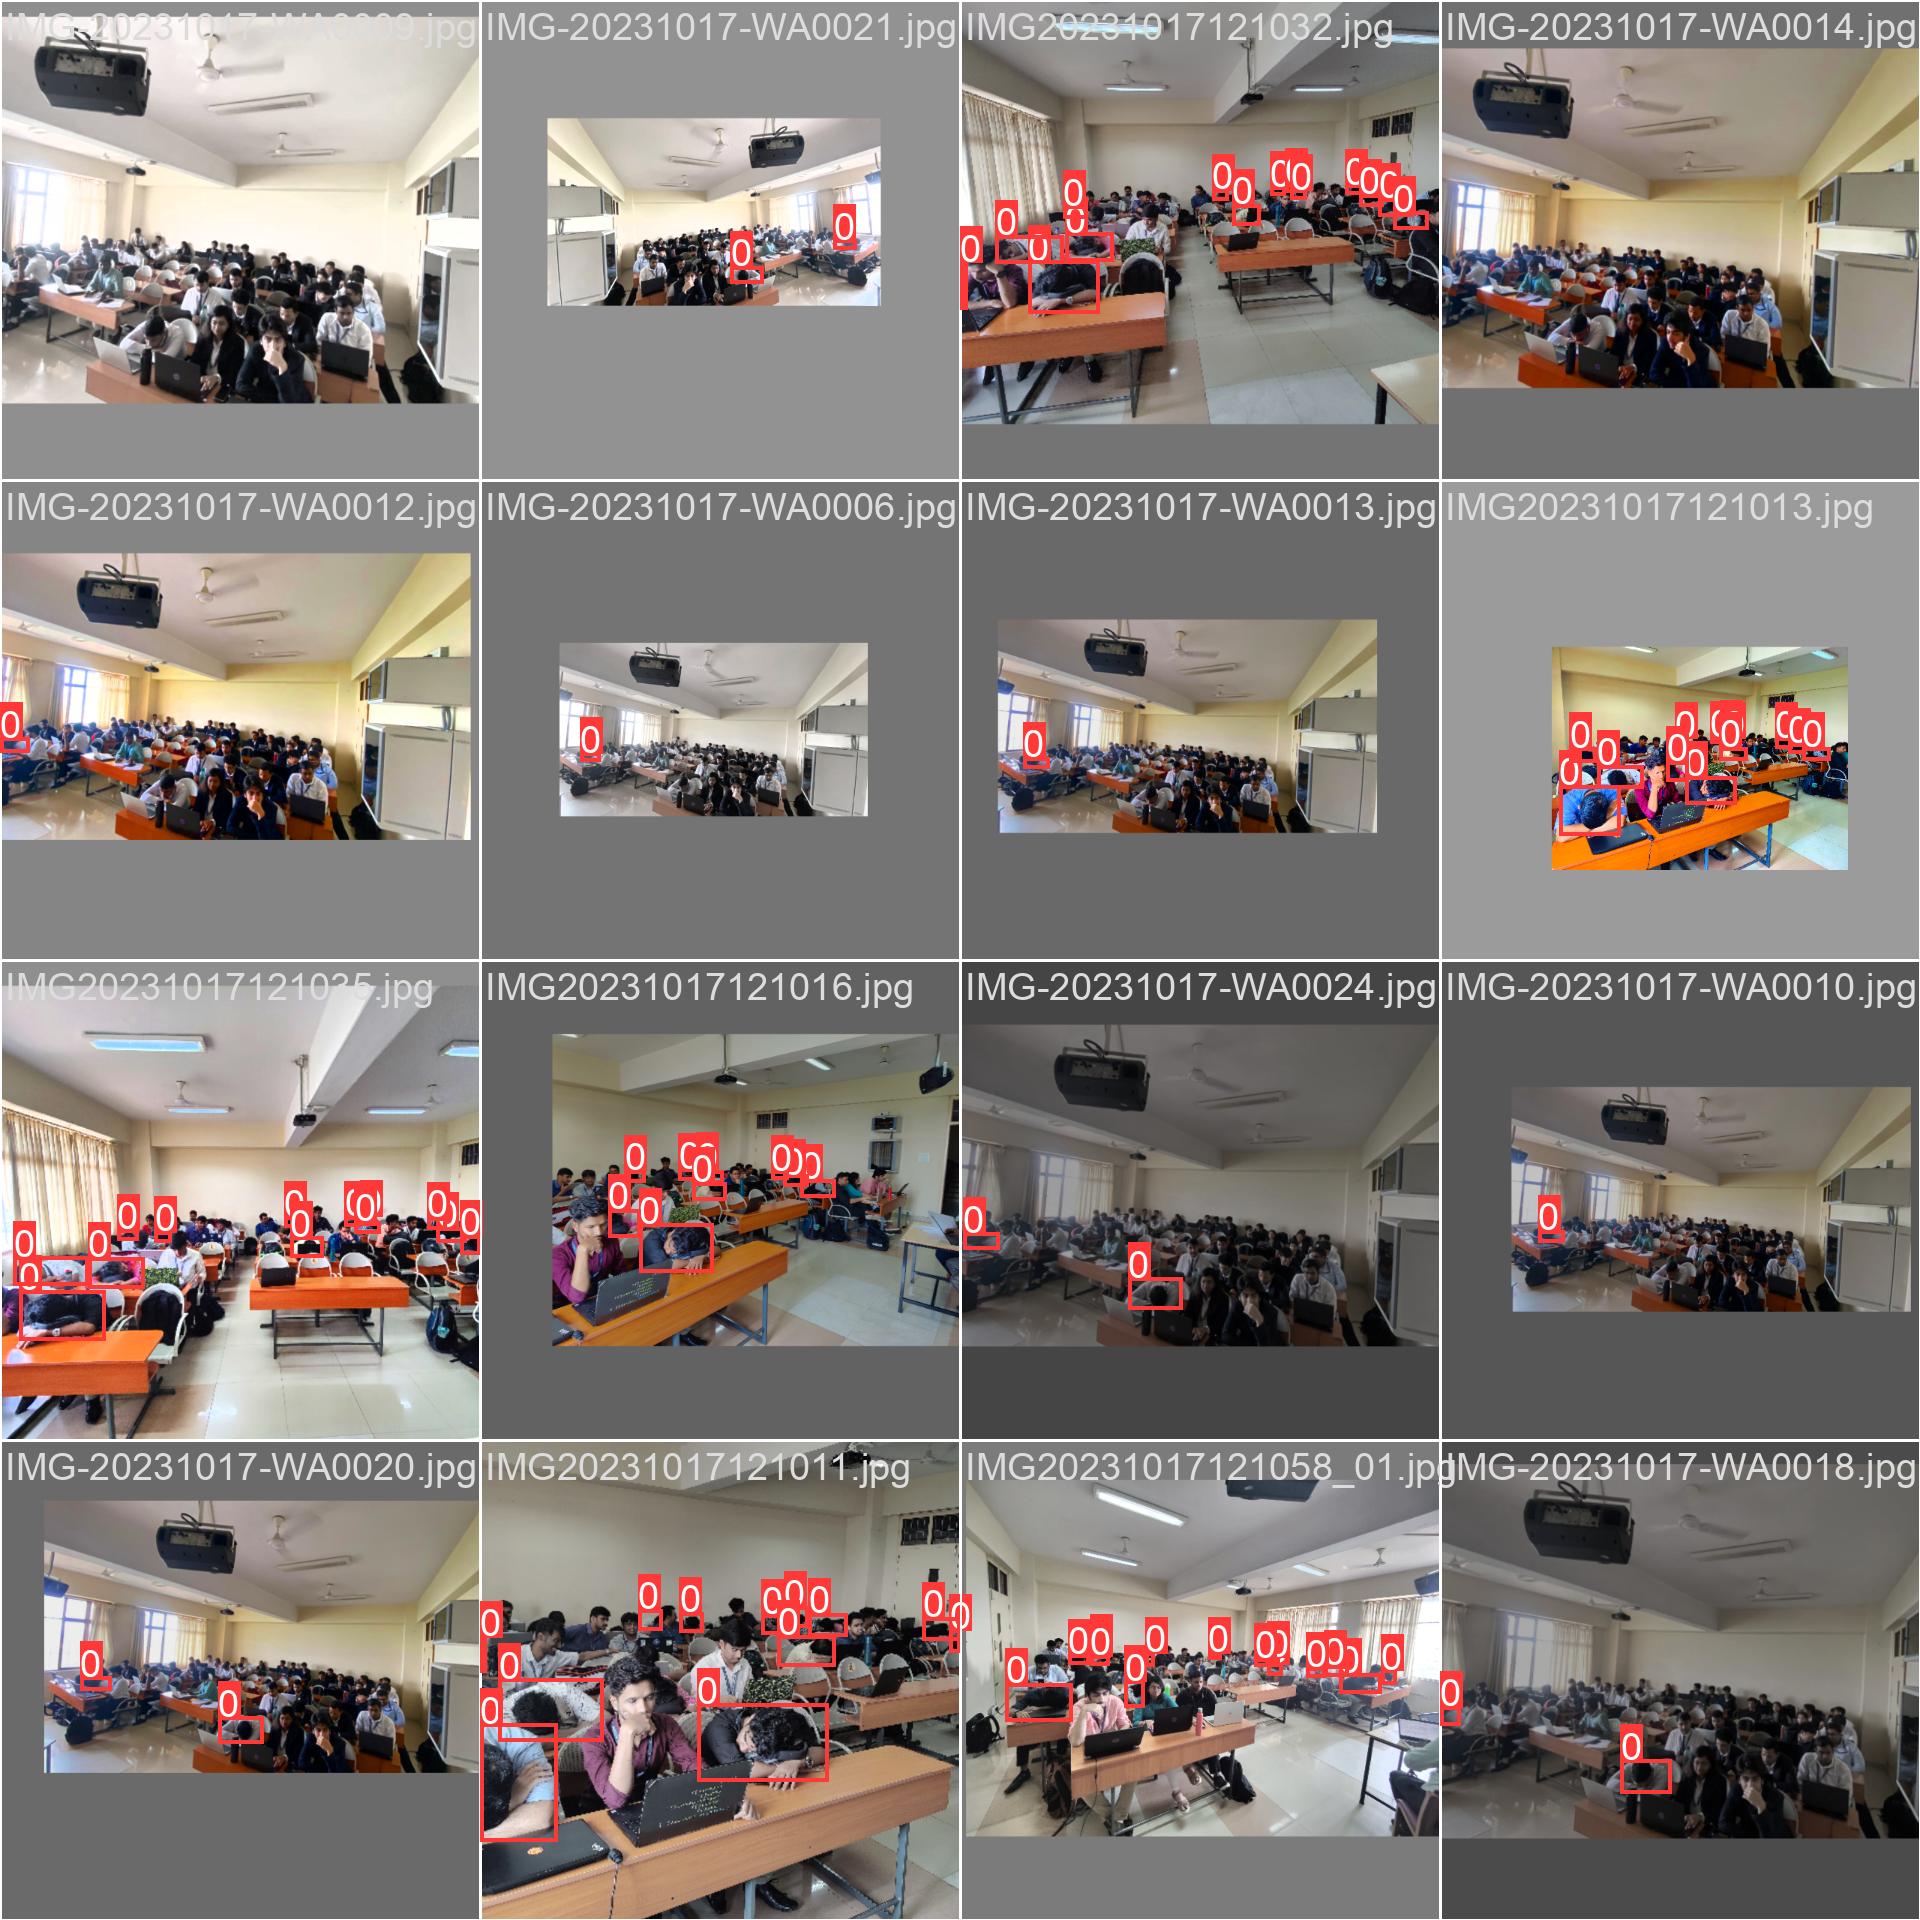 IMG-20231017-WA0009.jpg
IMG-20231017-WA0021.jpg
IMG20231017121032.jpg
IMG-20231017-WA0014.jpg
0 0
0 0 0 0 0 0 0 0 0 0 0 0 0 0
IMG-20231017-WA0012.jpg
IMG-20231017-WA0006.jpg
IMG-20231017-WA0013.jpg
IMG20231017121013.jpg
0
0
0
0 0 0 0 0 0 0 0 0 0 0
IMG20231017121035.jpg
IMG20231017121016.jpg
IMG-20231017-WA0024.jpg
IMG-20231017-WA0010.jpg
0 0 0 0 0 0 0 0 0 0 0
0 0 0 0 0 0 0 0
0 0
0
IMG-20231017-WA0020.jpg
IMG20231017121011.jpg
IMG20231017121058_01.jpg
IMG-20231017-WA0018.jpg
0 0
0 0 0 0 0 0 0 0 0 0 0 0
0 0 0 0 0 0 0 0 0 0 0 0
0 0